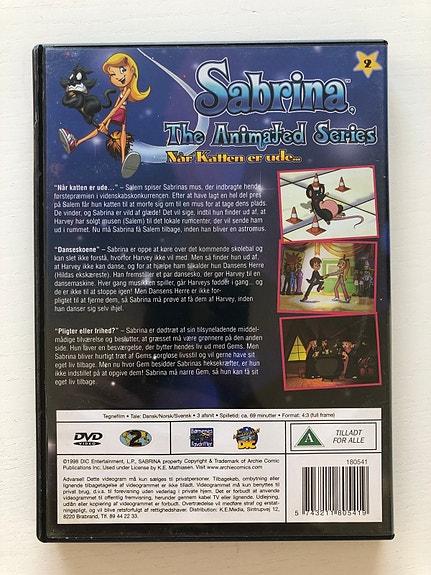 2
Sabrina,™
The Animated Series
Når Katten er ude...
"Når katten er ude..." – Salem spiser Sabrinas mus, der indbragte hende
førstepræmien i videnskabskonkurrencen. Efter at have lagt en hel del pres
på Salem får hun katten til at morfe sig om til en mus for at tage dens plads.
De vinder, og Sabrina er vild af glæde! Det vil sige, indtil hun finder ud af, at
Harvey har solgt musen (Salem) til det lokale rumcenter, der vil sende ham
ud i rummet. Nu må Sabrina få Salem tilbage, inden han bliver en astromus.
"Danseskoene" – Sabrina er oppe at køre over det kommende skolebal og
kan slet ikke forstå, hvorfor Harvey ikke vil med. Men så finder hun ud af,
at Harvey ikke kan danse, og for at hjælpe ham tilkalder hun Dansens Herre
(Hildas ekskæreste). Han fremstiller et par dansesko, der gør Harvey til en
dansemaskine. Hver gang musikken spiller, går Harveys fødder i gang... og
de er ikke til at stoppe igen! Men Dansens Herre er ikke for-
pligtet til at fjerne dem, så Sabrina må prøve at få dem af Harvey, inden
han danser sig selv ihjel.
"Pligter eller frihed?" – Sabrina er dødtræt af sin tilsyneladende middel-
mådige tilværelse og beslutter, at græsset må være grønnere på den anden
side. Hun laver en besværgelse, der bytter hendes liv ud med Gems. Men
Sabrina bliver hurtigt træt af Gems sorgløse livsstil og vil gerne have sit
eget liv tilbage. Men nu hvor Gem besidder Sabrinas heksekræfter, er hun
ikke indstillet på at opgive dem! Sabrina må narre Gem, så hun kan få sit
eget liv tilbage.
Tegnefilm • Tale: Dansk/Norsk/Svensk • 3 afsnit • Spilletid: ca. 69 minutter • Format: 4:3 (full frame)
DVD
VIDEO
2
Børnenes
Favoritter
DIC
A
TILLADT
FOR ALLE
©1998 DIC Entertainment, L.P., SABRINA property Copyright & Trademark of Archie Comic
Publications Inc. Used under License by K.E. Mathiasen. Visit www.archiecomics.com
Advarsel! Dette videogram må kun sælges til privatpersoner. Tilbagekøb, ombytning eller
lignende tilbagetagelse af videogrammet er ikke tilladt. Videogrammet må kun benyttes til
privat brug, d.v.s. til forevisning uden vederlag i privat hjem. Det er forbudt at anvende
videogrammet til offentlig fremvisning, herunder gennem kabel TV eller lignende. Udlejning,
udlån eller kopiering af videogrammet er forbudt. Overtrædelse vil medføre straf og erstat-
ningspligt, og vil blive retsforfulgt af rettighedshaver. Distribution: K.E.Media, Sintrupvej 12,
8220 Brabrand, Tlf. 89 44 22 33.
180541
5 743211 805419